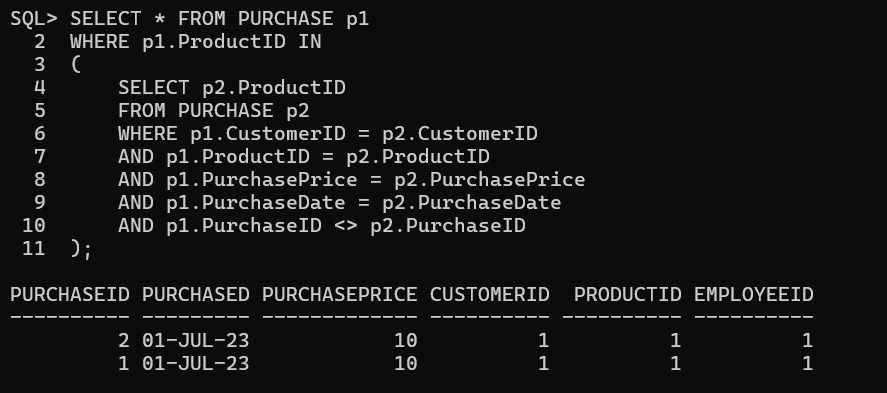 SQL> SELECT * FROM PURCHASE p1
  2  WHERE p1.ProductID IN
  3  (
  4      SELECT p2.ProductID
  5      FROM PURCHASE p2
  6      WHERE p1.CustomerID = p2.CustomerID
  7      AND p1.ProductID = p2.ProductID
  8      AND p1.PurchasePrice = p2.PurchasePrice
  9      AND p1.PurchaseDate = p2.PurchaseDate
 10      AND p1.PurchaseID <> p2.PurchaseID
 11  );
PURCHASEID PURCHASED PURCHASEPRICE CUSTOMERID  PRODUCTID EMPLOYEEID
---------- --------- ------------- ---------- ---------- ----------
         2 01-JUL-23            10          1          1          1
         1 01-JUL-23            10          1          1          1